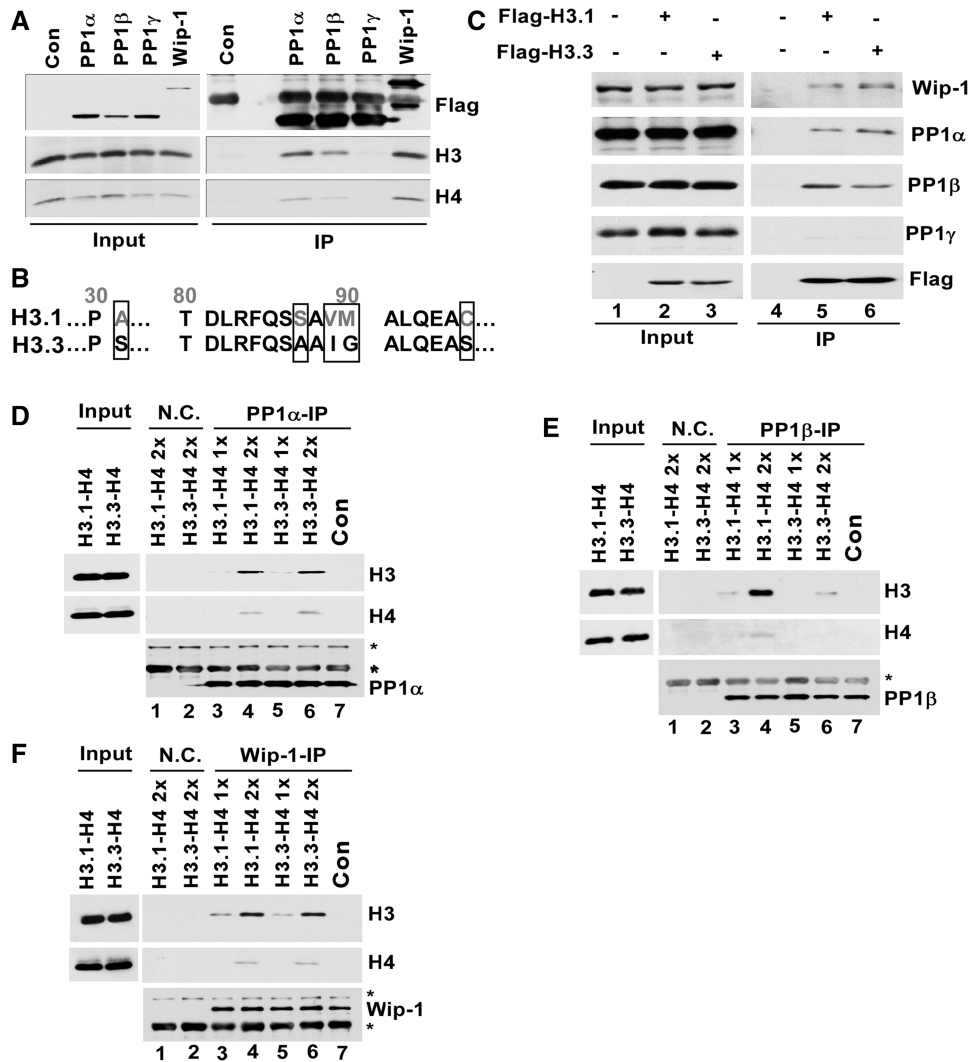 A
Con
PP1α
PP1β
PP1γ
Wip-1
Con
PP1α
PP1β
PP1γ
Wip-1
Flag
H3
H4
Input
IP
B
30
80
90
H3.1 ...P A... T DLRFQSSAVM ALQEAC...
H3.3 ...P S... T DLRFQSAAIG ALQEAS...
C
Flag-H3.1 - + - - + -
Flag-H3.3 - - + - - +
Wip-1
PP1α
PP1β
PP1γ
Flag
1 2 3 4 5 6
Input
IP
D
Input
N.C.
PP1α-IP
H3.1-H4
H3.3-H4
H3.1-H4 2x
H3.3-H4 2x
H3.1-H4 1x
H3.1-H4 2x
H3.3-H4 1x
H3.3-H4 2x
Con
H3
H4
*
*
PP1α
1 2 3 4 5 6 7
E
Input
N.C.
PP1β-IP
H3.1-H4
H3.3-H4
H3.1-H4 2x
H3.3-H4 2x
H3.1-H4 1x
H3.1-H4 2x
H3.3-H4 1x
H3.3-H4 2x
Con
H3
H4
*
PP1β
1 2 3 4 5 6 7
F
Input
N.C.
Wip-1-IP
H3.1-H4
H3.3-H4
H3.1-H4 2x
H3.3-H4 2x
H3.1-H4 1x
H3.1-H4 2x
H3.3-H4 1x
H3.3-H4 2x
Con
H3
H4
*
Wip-1
*
1 2 3 4 5 6 7